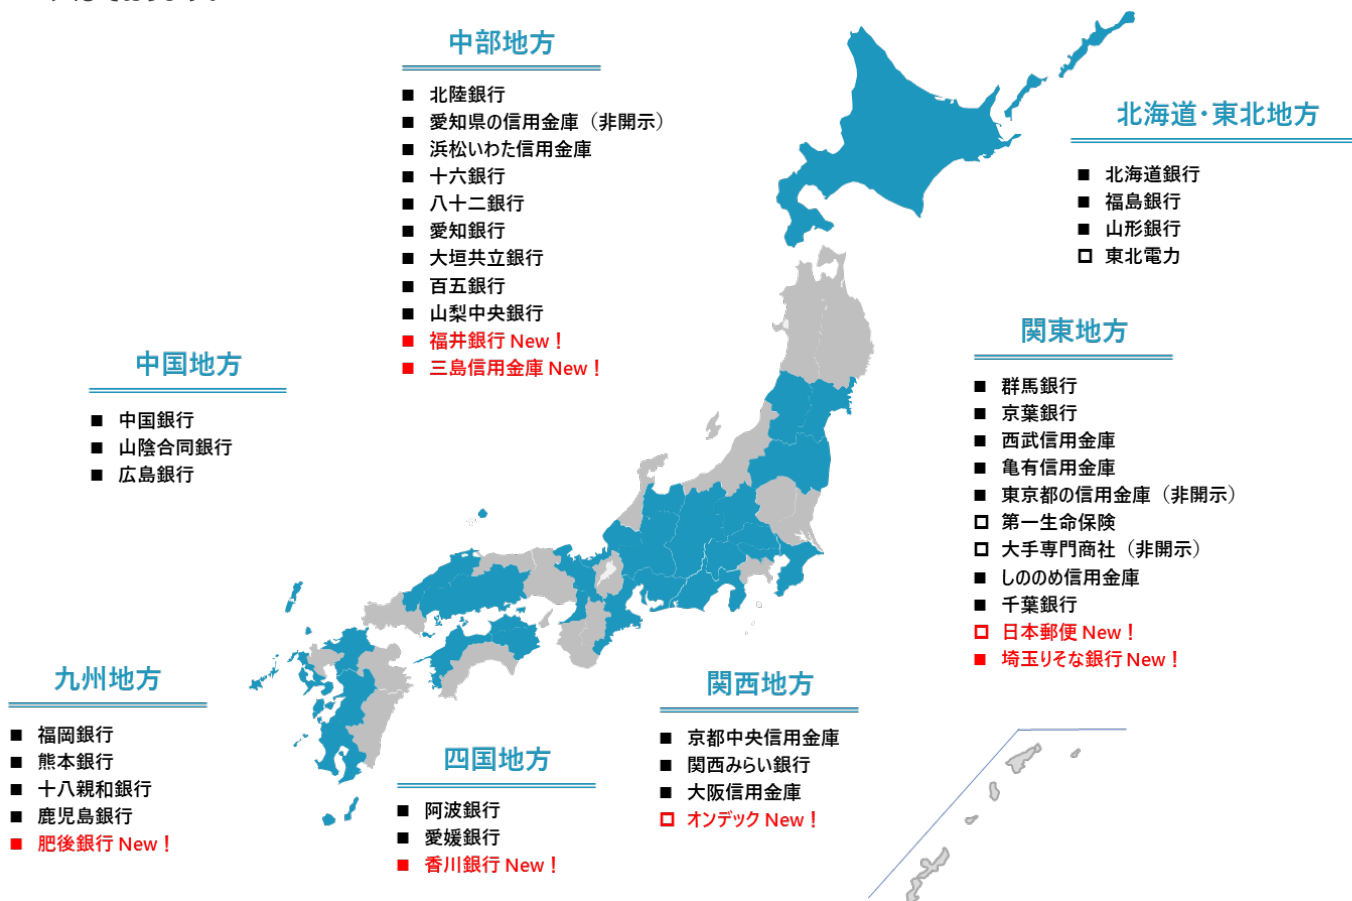 中部地方
■ 北陸銀行
■ 愛知県の信用金庫（非開示）
■ 浜松いわた信用金庫
■ 十六銀行
■ 八十二銀行
■ 愛知銀行
■ 大垣共立銀行
■ 百五銀行
■ 山梨中央銀行
■ 福井銀行 New！
■ 三島信用金庫 New！
北海道・東北地方
■ 北海道銀行
■ 福島銀行
■ 山形銀行
□ 東北電力
関東地方
■ 群馬銀行
■ 京葉銀行
■ 西武信用金庫
■ 亀有信用金庫
■ 東京都の信用金庫（非開示）
□ 第一生命保険
□ 大手専門商社（非開示）
■ しののめ信用金庫
■ 千葉銀行
□ 日本郵便 New！
■ 埼玉りそな銀行 New！
中国地方
■ 中国銀行
■ 山陰合同銀行
■ 広島銀行
九州地方
■ 福岡銀行
■ 熊本銀行
■ 十八親和銀行
■ 鹿児島銀行
■ 肥後銀行 New！
四国地方
■ 阿波銀行
■ 愛媛銀行
■ 香川銀行 New！
関西地方
■ 京都中央信用金庫
■ 関西みらい銀行
■ 大阪信用金庫
□ オンデック New！